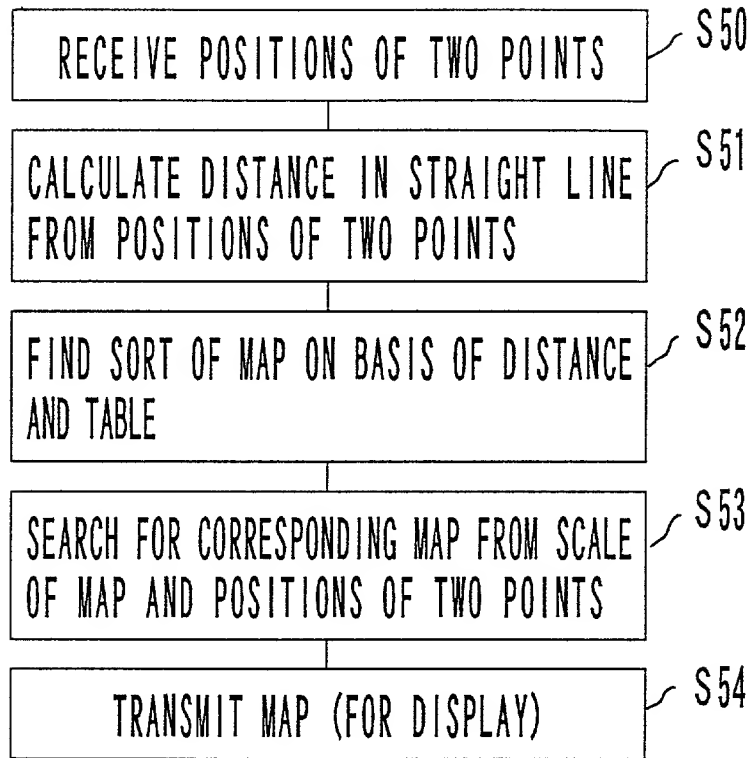 RECEIVE POSITIONS OF TWO POINTS
S50
CALCULATE DISTANCE IN STRAIGHT LINE
FROM POSITIONS OF TWO POINTS
S51
FIND SORT OF MAP ON BASIS OF DISTANCE
AND TABLE
S52
SEARCH FOR CORRESPONDING MAP FROM SCALE
OF MAP AND POSITIONS OF TWO POINTS
S53
TRANSMIT MAP (FOR DISPLAY)
S54